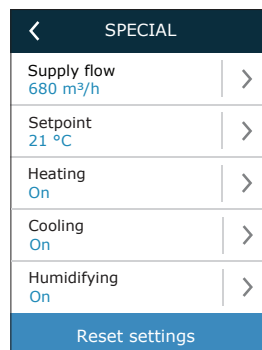 SPECIAL
Supply flow
680 m³/h
Setpoint
21 °C
Heating
On
Cooling
On
Humidifying
On
Reset settings